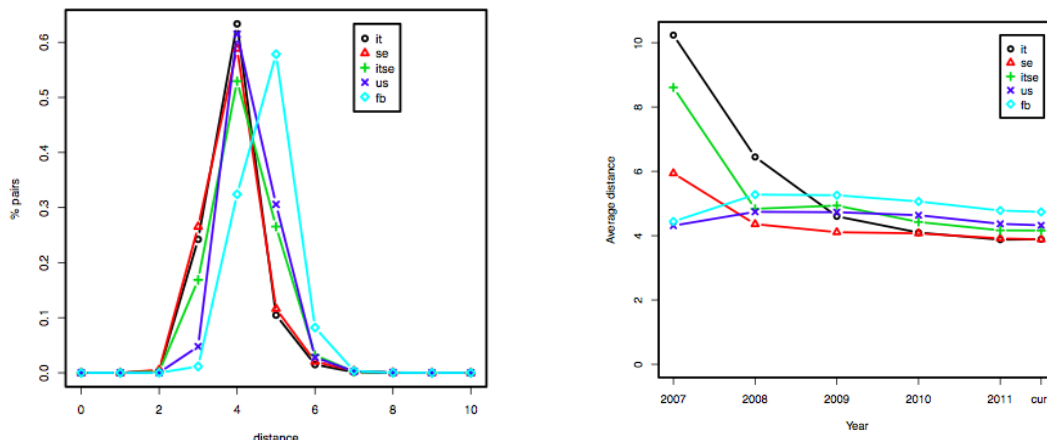 % pairs
0.6
0.5
0.4
0.3
0.2
0.1
0.0
it
se
itse
us
fb
0 2 4 6 8 10
distance
Average distance
10
8
6
4
2
0
it
se
itse
us
fb
2007 2008 2009 2010 2011 curr
Year